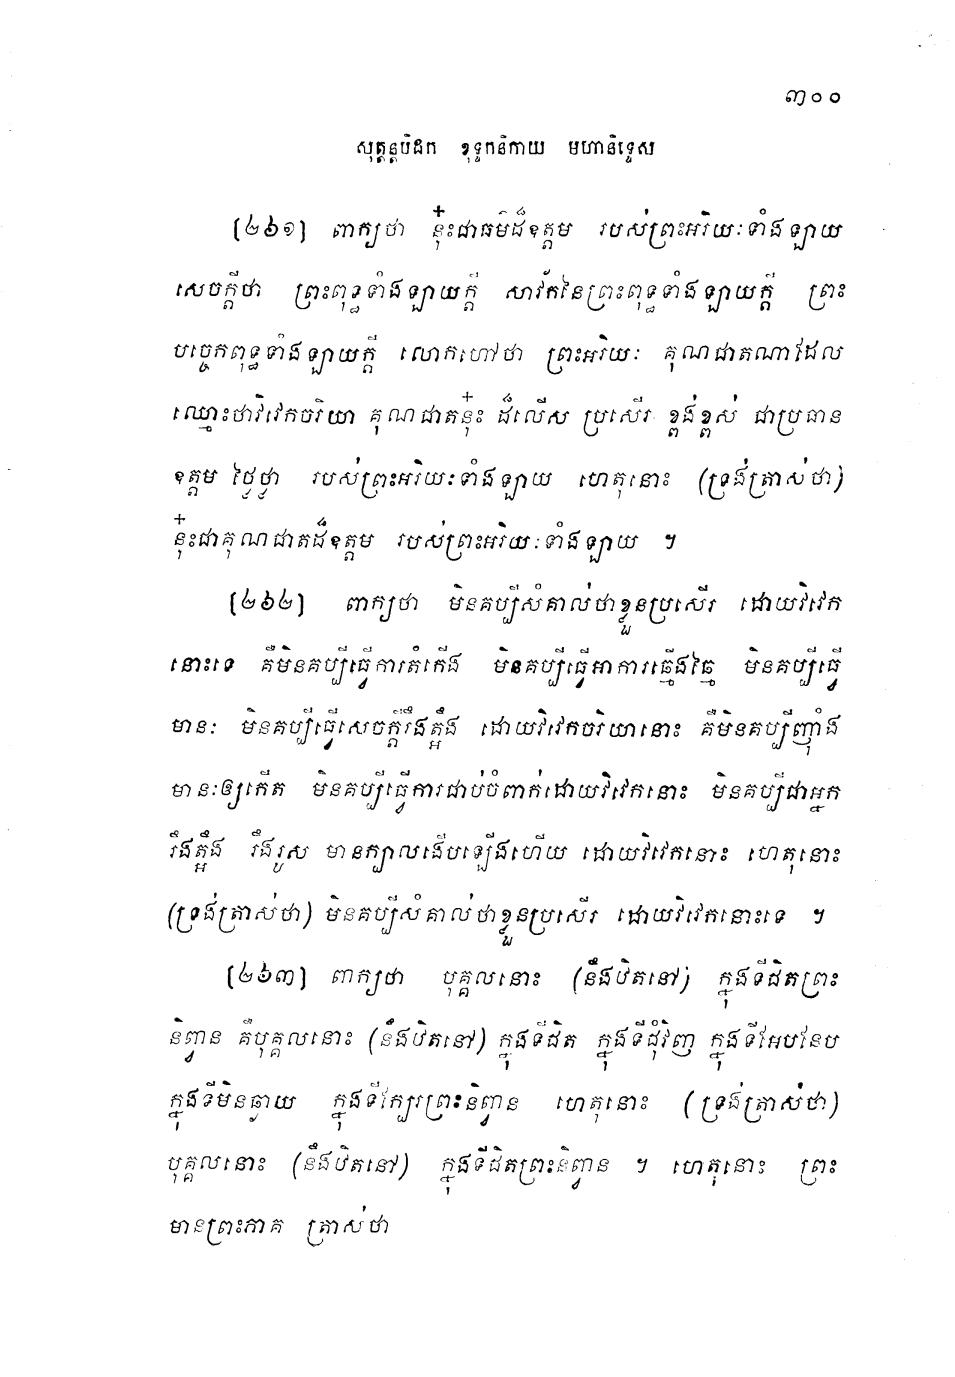 ៣០០
សុត្តន្តបិដក ខុទ្ទកនិកាយ មហានិទ្ទេស
[២៦១] ពាក្យថា នុ៎ះជាធម៌ដ៏ឧត្តម របស់ព្រះអរិយៈទាំងឡាយ
សេចក្តីថា ព្រះពុទ្ធទាំងឡាយក្តី សាវ័កនៃព្រះពុទ្ធទាំងឡាយក្តី ព្រះ
បច្ចេកពុទ្ធទាំងឡាយក្តី លោកហៅថា ព្រះអរិយៈ គុណជាតណាដែល
ឈ្មោះថាវិវេកចរិយា គុណជាតនុ៎ះ ដ៏លើស ប្រសើរ ខ្ពង់ខ្ពស់ ជាប្រធាន
ឧត្តម ថ្លៃថ្លា របស់ព្រះអរិយៈទាំងឡាយ ហេតុនោះ (ទ្រង់ត្រាស់ថា)
នុ៎ះជាគុណជាតដ៏ឧត្តម របស់ព្រះអរិយៈទាំងឡាយ ។
[២៦២] ពាក្យថា មិនគប្បីសំគាល់ថាខ្លួនប្រសើរ ដោយវិវេក
នោះទេ គឺមិនគប្បីធ្វើការតំកើង មិនគប្បីធ្វើអាការធ្មើងធ្មៃ មិនគប្បីធ្វើ
មានៈ មិនគប្បីធ្វើសេចក្តីរឹងត្អឹង ដោយវិវេកចរិយានោះ គឺមិនគប្បីញ៉ាំង
មានៈឲ្យកើត មិនគប្បីធ្វើការជាប់ចំពាក់ដោយវិវេកនោះ មិនគប្បីជាអ្នក
រឹងត្អឹង រឹងរូស មានក្បាលងើបឡើងហើយ ដោយវិវេកនោះ ហេតុនោះ
(ទ្រង់ត្រាស់ថា) មិនគប្បីសំគាល់ថាខ្លួនប្រសើរ ដោយវិវេកនោះទេ ។
[២៦៣] ពាក្យថា បុគ្គលនោះ (នឹងឋិតនៅ) ក្នុងទីជិតព្រះ
និព្វាន គឺបុគ្គលនោះ (នឹងឋិតនៅ) ក្នុងទីជិត ក្នុងទីជុំវិញ ក្នុងទីអែបនែប
ក្នុងទីមិនឆ្ងាយ ក្នុងទីក្បែរព្រះនិព្វាន ហេតុនោះ (ទ្រង់ត្រាស់ថា)
បុគ្គលនោះ (នឹងឋិតនៅ) ក្នុងទីជិតព្រះនិព្វាន ។ ហេតុនោះ ព្រះ
មានព្រះភាគ ត្រាស់ថា